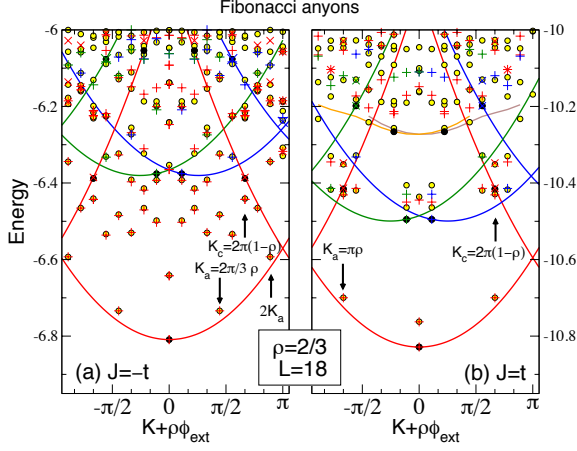 Fibonacci anyons
-6
-6.2
-6.4
-6.6
-6.8
Energy
-10
-10.2
-10.4
-10.6
-10.8
K_c=2π(1-ρ)
K_a=2π/3 ρ
2K_a
K_a=πρ
K_c=2π(1-ρ)
(a) J=-t
ρ=2/3
L=18
(b) J=t
-π/2 0 π/2 π
-π/2 0 π/2 π
K+ρϕ_ext
K+ρϕ_ext